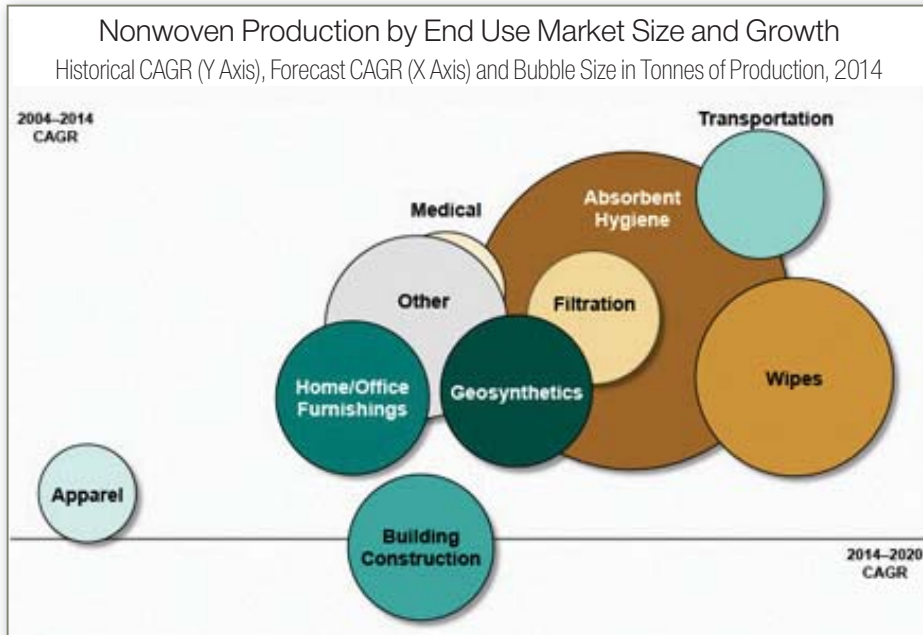 Nonwoven Production by End Use Market Size and Growth
Historical CAGR (Y Axis), Forecast CAGR (X Axis) and Bubble Size in Tonnes of Production, 2014
2004–2014
CAGR
Transportation
Absorbent
Hygiene
Medical
Other
Filtration
Home/Office
Furnishings
Geosynthetics
Wipes
Apparel
Building
Construction
2014–2020
CAGR